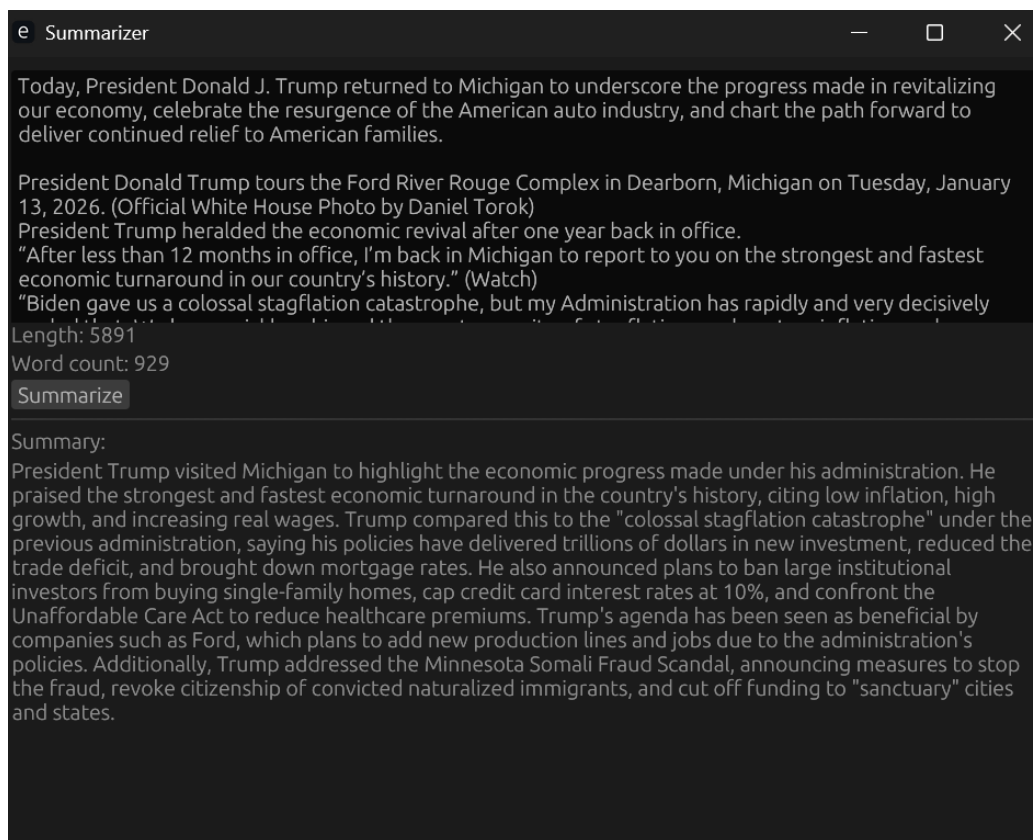 e Summarizer
Today, President Donald J. Trump returned to Michigan to underscore the progress made in revitalizing
our economy, celebrate the resurgence of the American auto industry, and chart the path forward to
deliver continued relief to American families.
President Donald Trump tours the Ford River Rouge Complex in Dearborn, Michigan on Tuesday, January
13, 2026. (Official White House Photo by Daniel Torok)
President Trump heralded the economic revival after one year back in office.
“After less than 12 months in office, I’m back in Michigan to report to you on the strongest and fastest
economic turnaround in our country’s history.” (Watch)
“Biden gave us a colossal stagflation catastrophe, but my Administration has rapidly and very decisively
Length: 5891
Word count: 929
Summarize
Summary:
President Trump visited Michigan to highlight the economic progress made under his administration. He
praised the strongest and fastest economic turnaround in the country's history, citing low inflation, high
growth, and increasing real wages. Trump compared this to the "colossal stagflation catastrophe" under the
previous administration, saying his policies have delivered trillions of dollars in new investment, reduced the
trade deficit, and brought down mortgage rates. He also announced plans to ban large institutional
investors from buying single-family homes, cap credit card interest rates at 10%, and confront the
Unaffordable Care Act to reduce healthcare premiums. Trump's agenda has been seen as beneficial by
companies such as Ford, which plans to add new production lines and jobs due to the administration's
policies. Additionally, Trump addressed the Minnesota Somali Fraud Scandal, announcing measures to stop
the fraud, revoke citizenship of convicted naturalized immigrants, and cut off funding to "sanctuary" cities
and states.